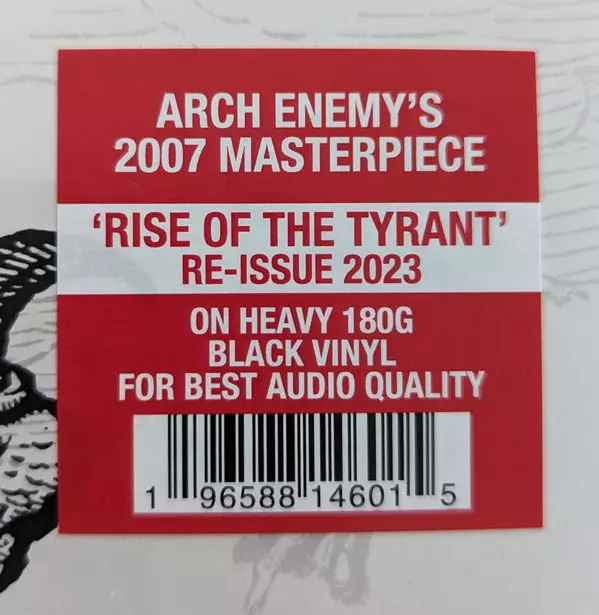 ARCH ENEMY'S
2007 MASTERPIECE
'RISE OF THE TYRANT'
RE-ISSUE 2023
ON HEAVY 180G
BLACK VINYL
FOR BEST AUDIO QUALITY
1 96588 14601 5